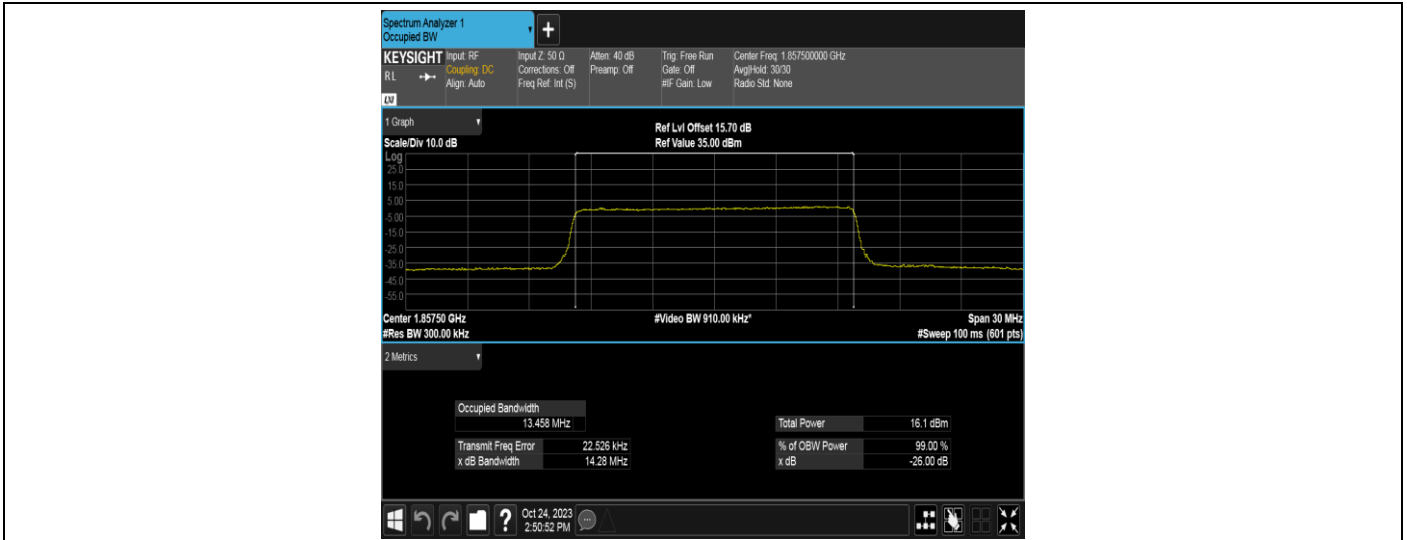 Spectrum Analyzer 1
Occupied BW
+
KEYSIGHT
RL
LXI
Input: RF
Coupling: DC
Align: Auto
Input Z: 50 Ω
Corrections: Off
Freq Ref: Int (S)
Atten: 40 dB
Preamp: Off
Trig: Free Run
Gate: Off
#IF Gain: Low
Center Freq: 1.857500000 GHz
Avg|Hold: 30/30
Radio Std: None
1 Graph
Scale/Div 10.0 dB
Ref Lvl Offset 15.70 dB
Ref Value 35.00 dBm
Log
25.0
15.0
5.00
-5.00
-15.0
-25.0
-35.0
-45.0
-55.0
Center 1.85750 GHz
#Video BW 910.00 kHz*
Span 30 MHz
#Res BW 300.00 kHz
#Sweep 100 ms (601 pts)
2 Metrics
Occupied Bandwidth
13.458 MHz
Total Power 16.1 dBm
Transmit Freq Error 22.526 kHz
% of OBW Power 99.00 %
x dB Bandwidth 14.28 MHz
x dB -26.00 dB
?
Oct 24, 2023
2:50:52 PM